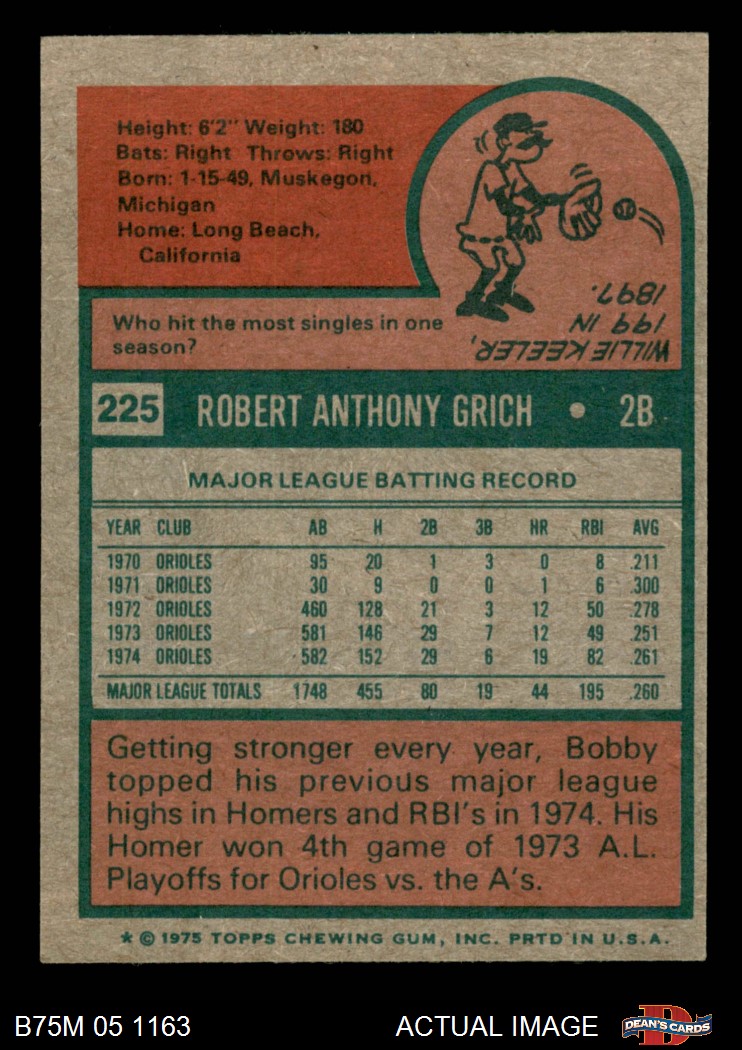 Height: 6'2" Weight: 180
Bats: Right Throws: Right
Born: 1-15-49, Muskegon,
Michigan
Home: Long Beach,
California
Who hit the most singles in one
season?
WILLIE KEELER,
199 IN
1897.
225 ROBERT ANTHONY GRICH • 2B
MAJOR LEAGUE BATTING RECORD
YEAR CLUB AB H 2B 3B HR RBI AVG
1970 ORIOLES 95 20 1 3 0 8 .211
1971 ORIOLES 30 9 0 0 1 6 .300
1972 ORIOLES 460 128 21 3 12 50 .278
1973 ORIOLES 581 146 29 7 12 49 .251
1974 ORIOLES 582 152 29 6 19 82 .261
MAJOR LEAGUE TOTALS 1748 455 80 19 44 195 .260
Getting stronger every year, Bobby
topped his previous major league
highs in Homers and RBI's in 1974. His
Homer won 4th game of 1973 A.L.
Playoffs for Orioles vs. the A's.
* © 1975 TOPPS CHEWING GUM, INC. PRTD IN U.S.A.
B75M 05 1163 ACTUAL IMAGE
D
DEAN'S CARDS